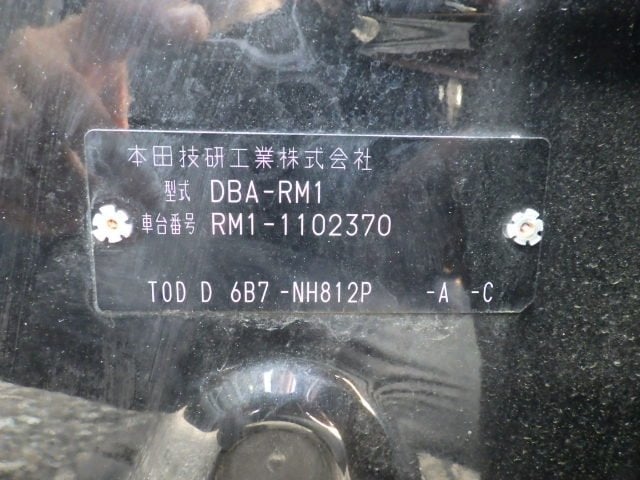 本田技研工業株式会社
型式 DBA-RM1
車台番号 RM1-1102370
TOD D 6B7 -NH812P -A -C